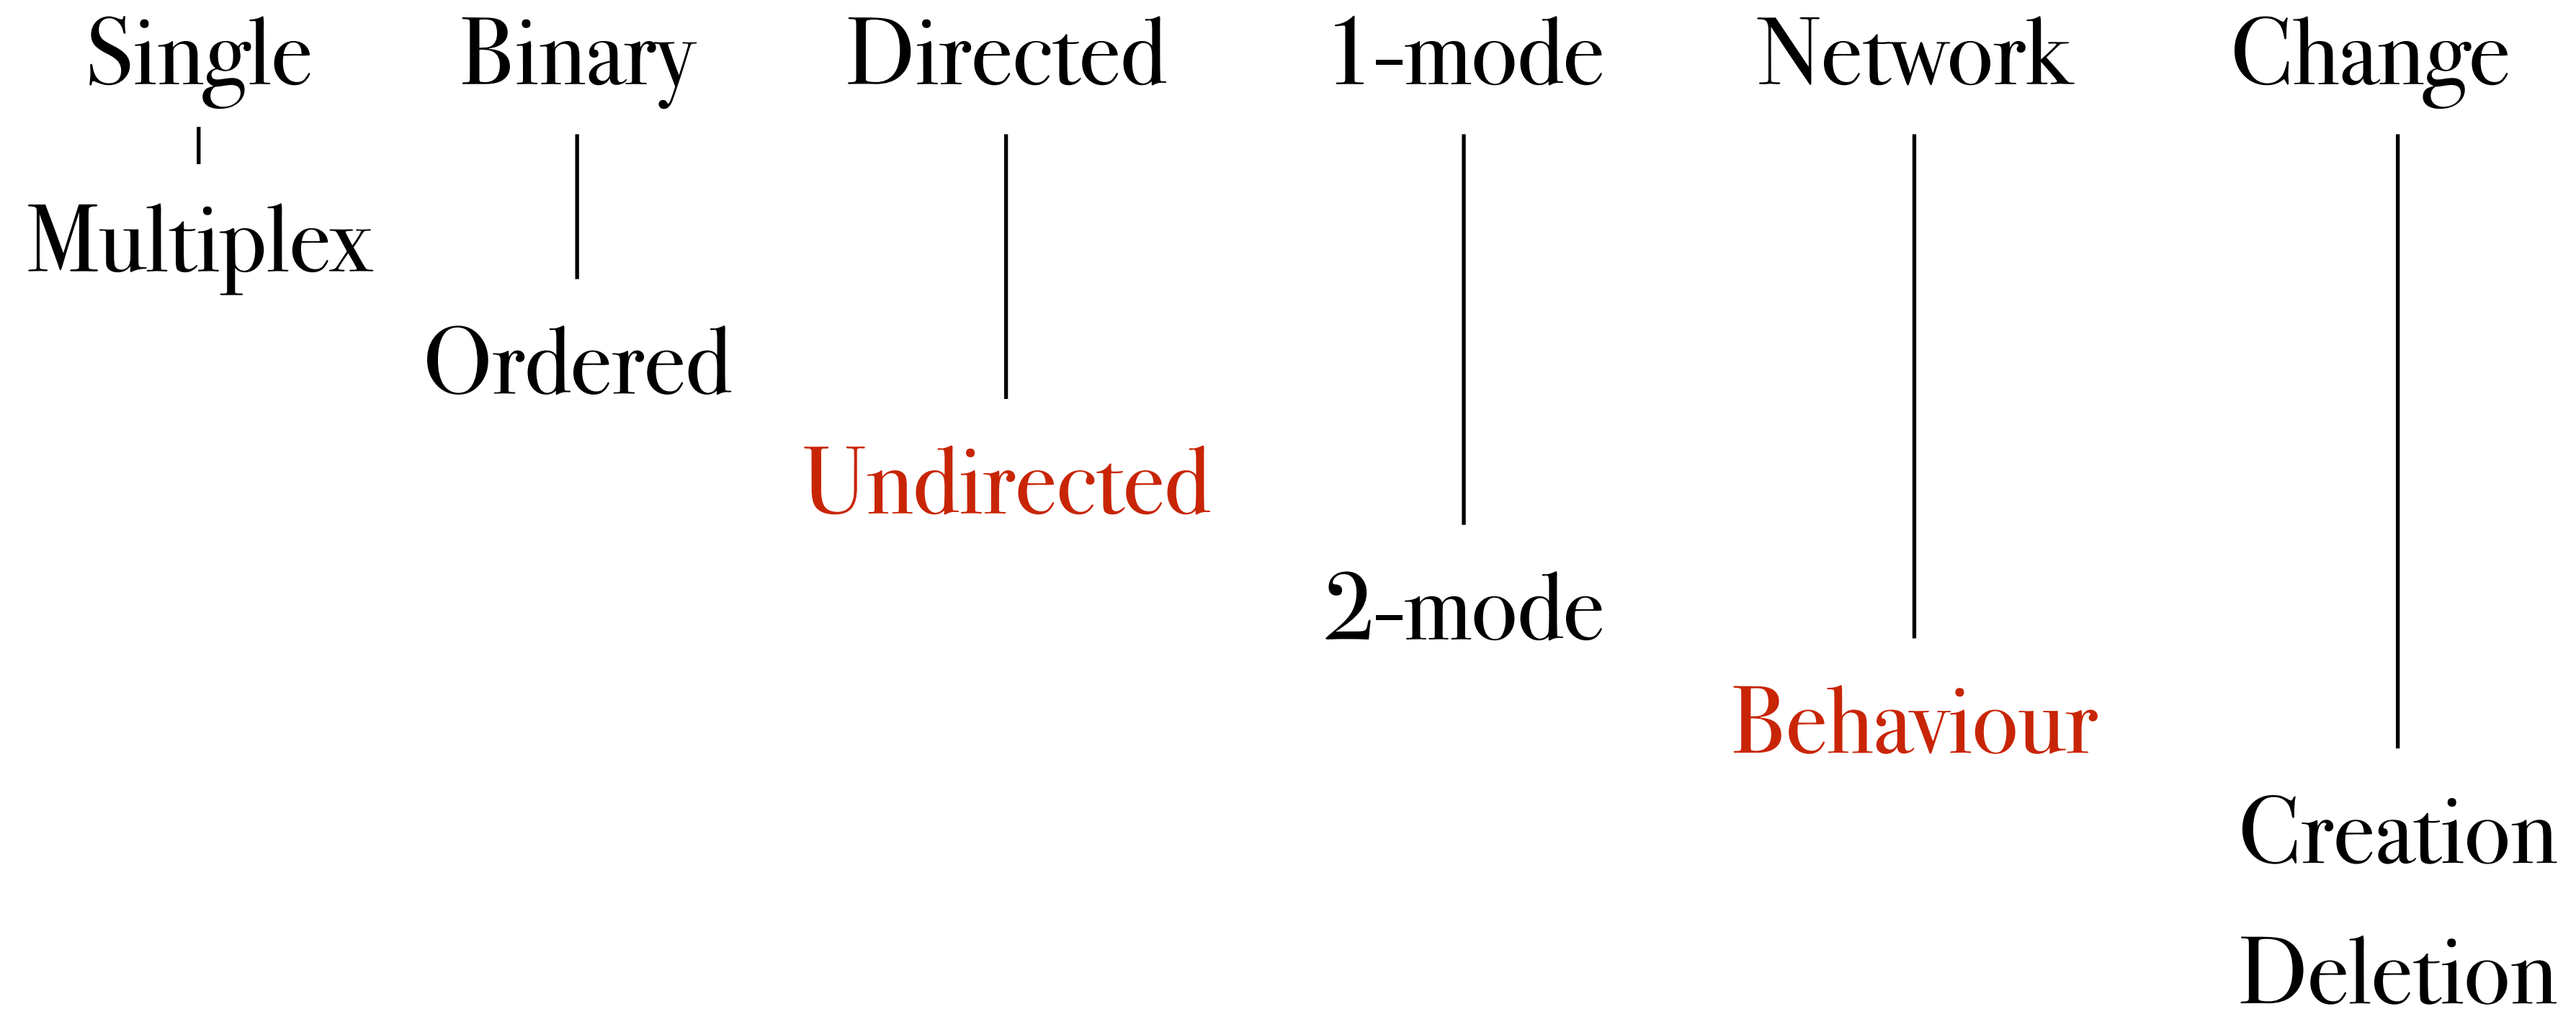 Single Binary Directed 1-mode Network Change
Multiplex
Ordered
Undirected
2-mode
Behaviour
Creation
Deletion